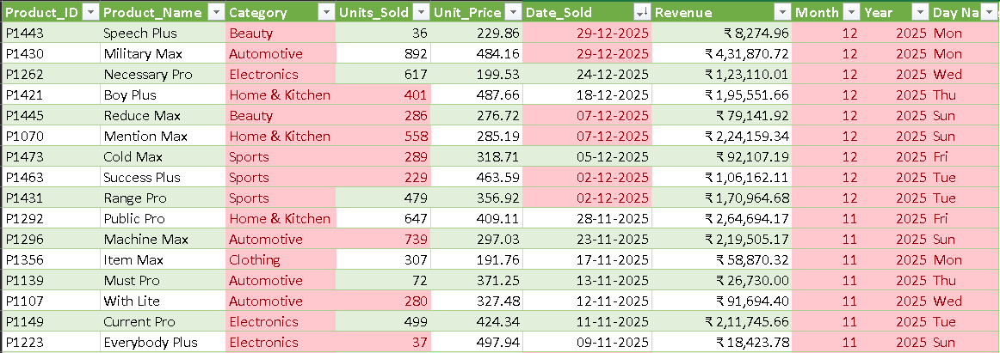 Product_ID Product_Name Category Units_Sold Unit_Price Date_Sold Revenue Month Year Day Na
P1443 Speech Plus Beauty 36 229.86 29-12-2025 ₹ 8,274.96 12 2025 Mon
P1430 Military Max Automotive 892 484.16 29-12-2025 ₹ 4,31,870.72 12 2025 Mon
P1262 Necessary Pro Electronics 617 199.53 24-12-2025 ₹ 1,23,110.01 12 2025 Wed
P1421 Boy Plus Home & Kitchen 401 487.66 18-12-2025 ₹ 1,95,551.66 12 2025 Thu
P1445 Reduce Max Beauty 286 276.72 07-12-2025 ₹ 79,141.92 12 2025 Sun
P1070 Mention Max Home & Kitchen 558 285.19 07-12-2025 ₹ 2,24,159.34 12 2025 Sun
P1473 Cold Max Sports 289 318.71 05-12-2025 ₹ 92,107.19 12 2025 Fri
P1463 Success Plus Sports 229 463.59 02-12-2025 ₹ 1,06,162.11 12 2025 Tue
P1431 Range Pro Sports 479 356.92 02-12-2025 ₹ 1,70,964.68 12 2025 Tue
P1292 Public Pro Home & Kitchen 647 409.11 28-11-2025 ₹ 2,64,694.17 11 2025 Fri
P1296 Machine Max Automotive 739 297.03 23-11-2025 ₹ 2,19,505.17 11 2025 Sun
P1356 Item Max Clothing 307 191.76 17-11-2025 ₹ 58,870.32 11 2025 Mon
P1139 Must Pro Automotive 72 371.25 13-11-2025 ₹ 26,730.00 11 2025 Thu
P1107 With Lite Automotive 280 327.48 12-11-2025 ₹ 91,694.40 11 2025 Wed
P1149 Current Pro Electronics 499 424.34 11-11-2025 ₹ 2,11,745.66 11 2025 Tue
P1223 Everybody Plus Electronics 37 497.94 09-11-2025 ₹ 18,423.78 11 2025 Sun